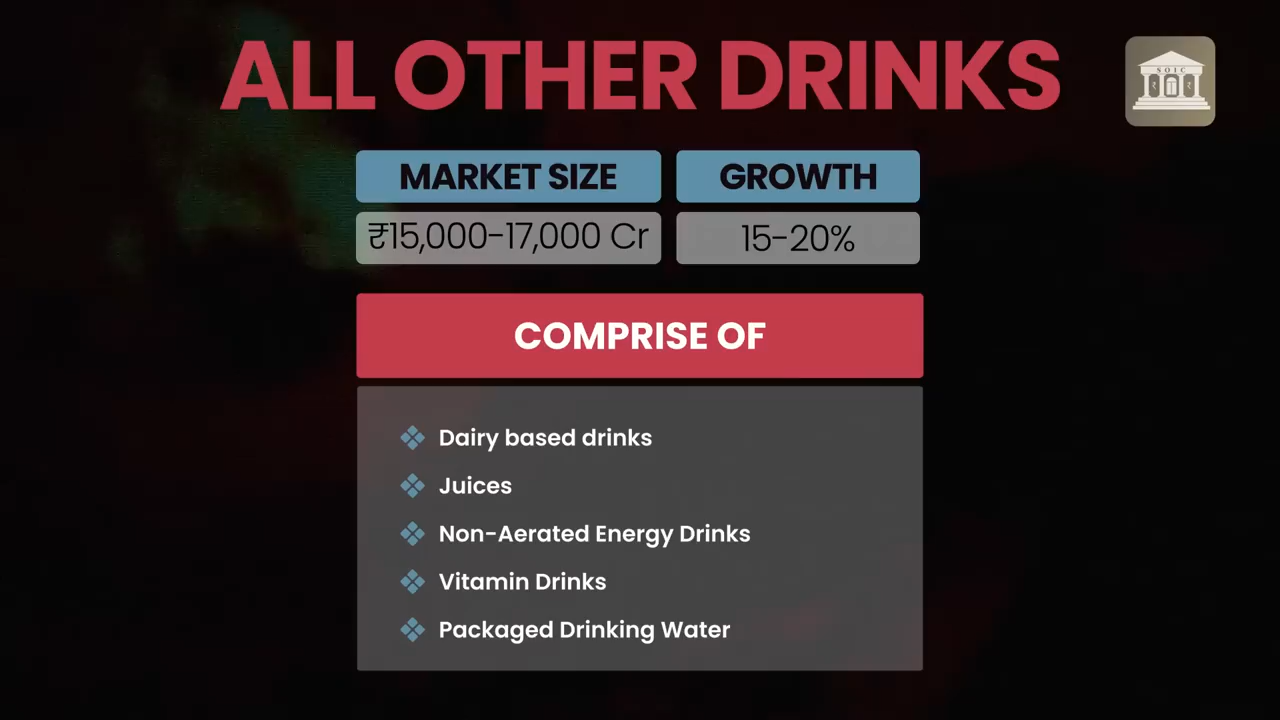 ALL OTHER DRINKS
SOIC
MARKET SIZE
GROWTH
₹15,000-17,000 Cr
15-20%
COMPRISE OF
Dairy based drinks
Juices
Non-Aerated Energy Drinks
Vitamin Drinks
Packaged Drinking Water